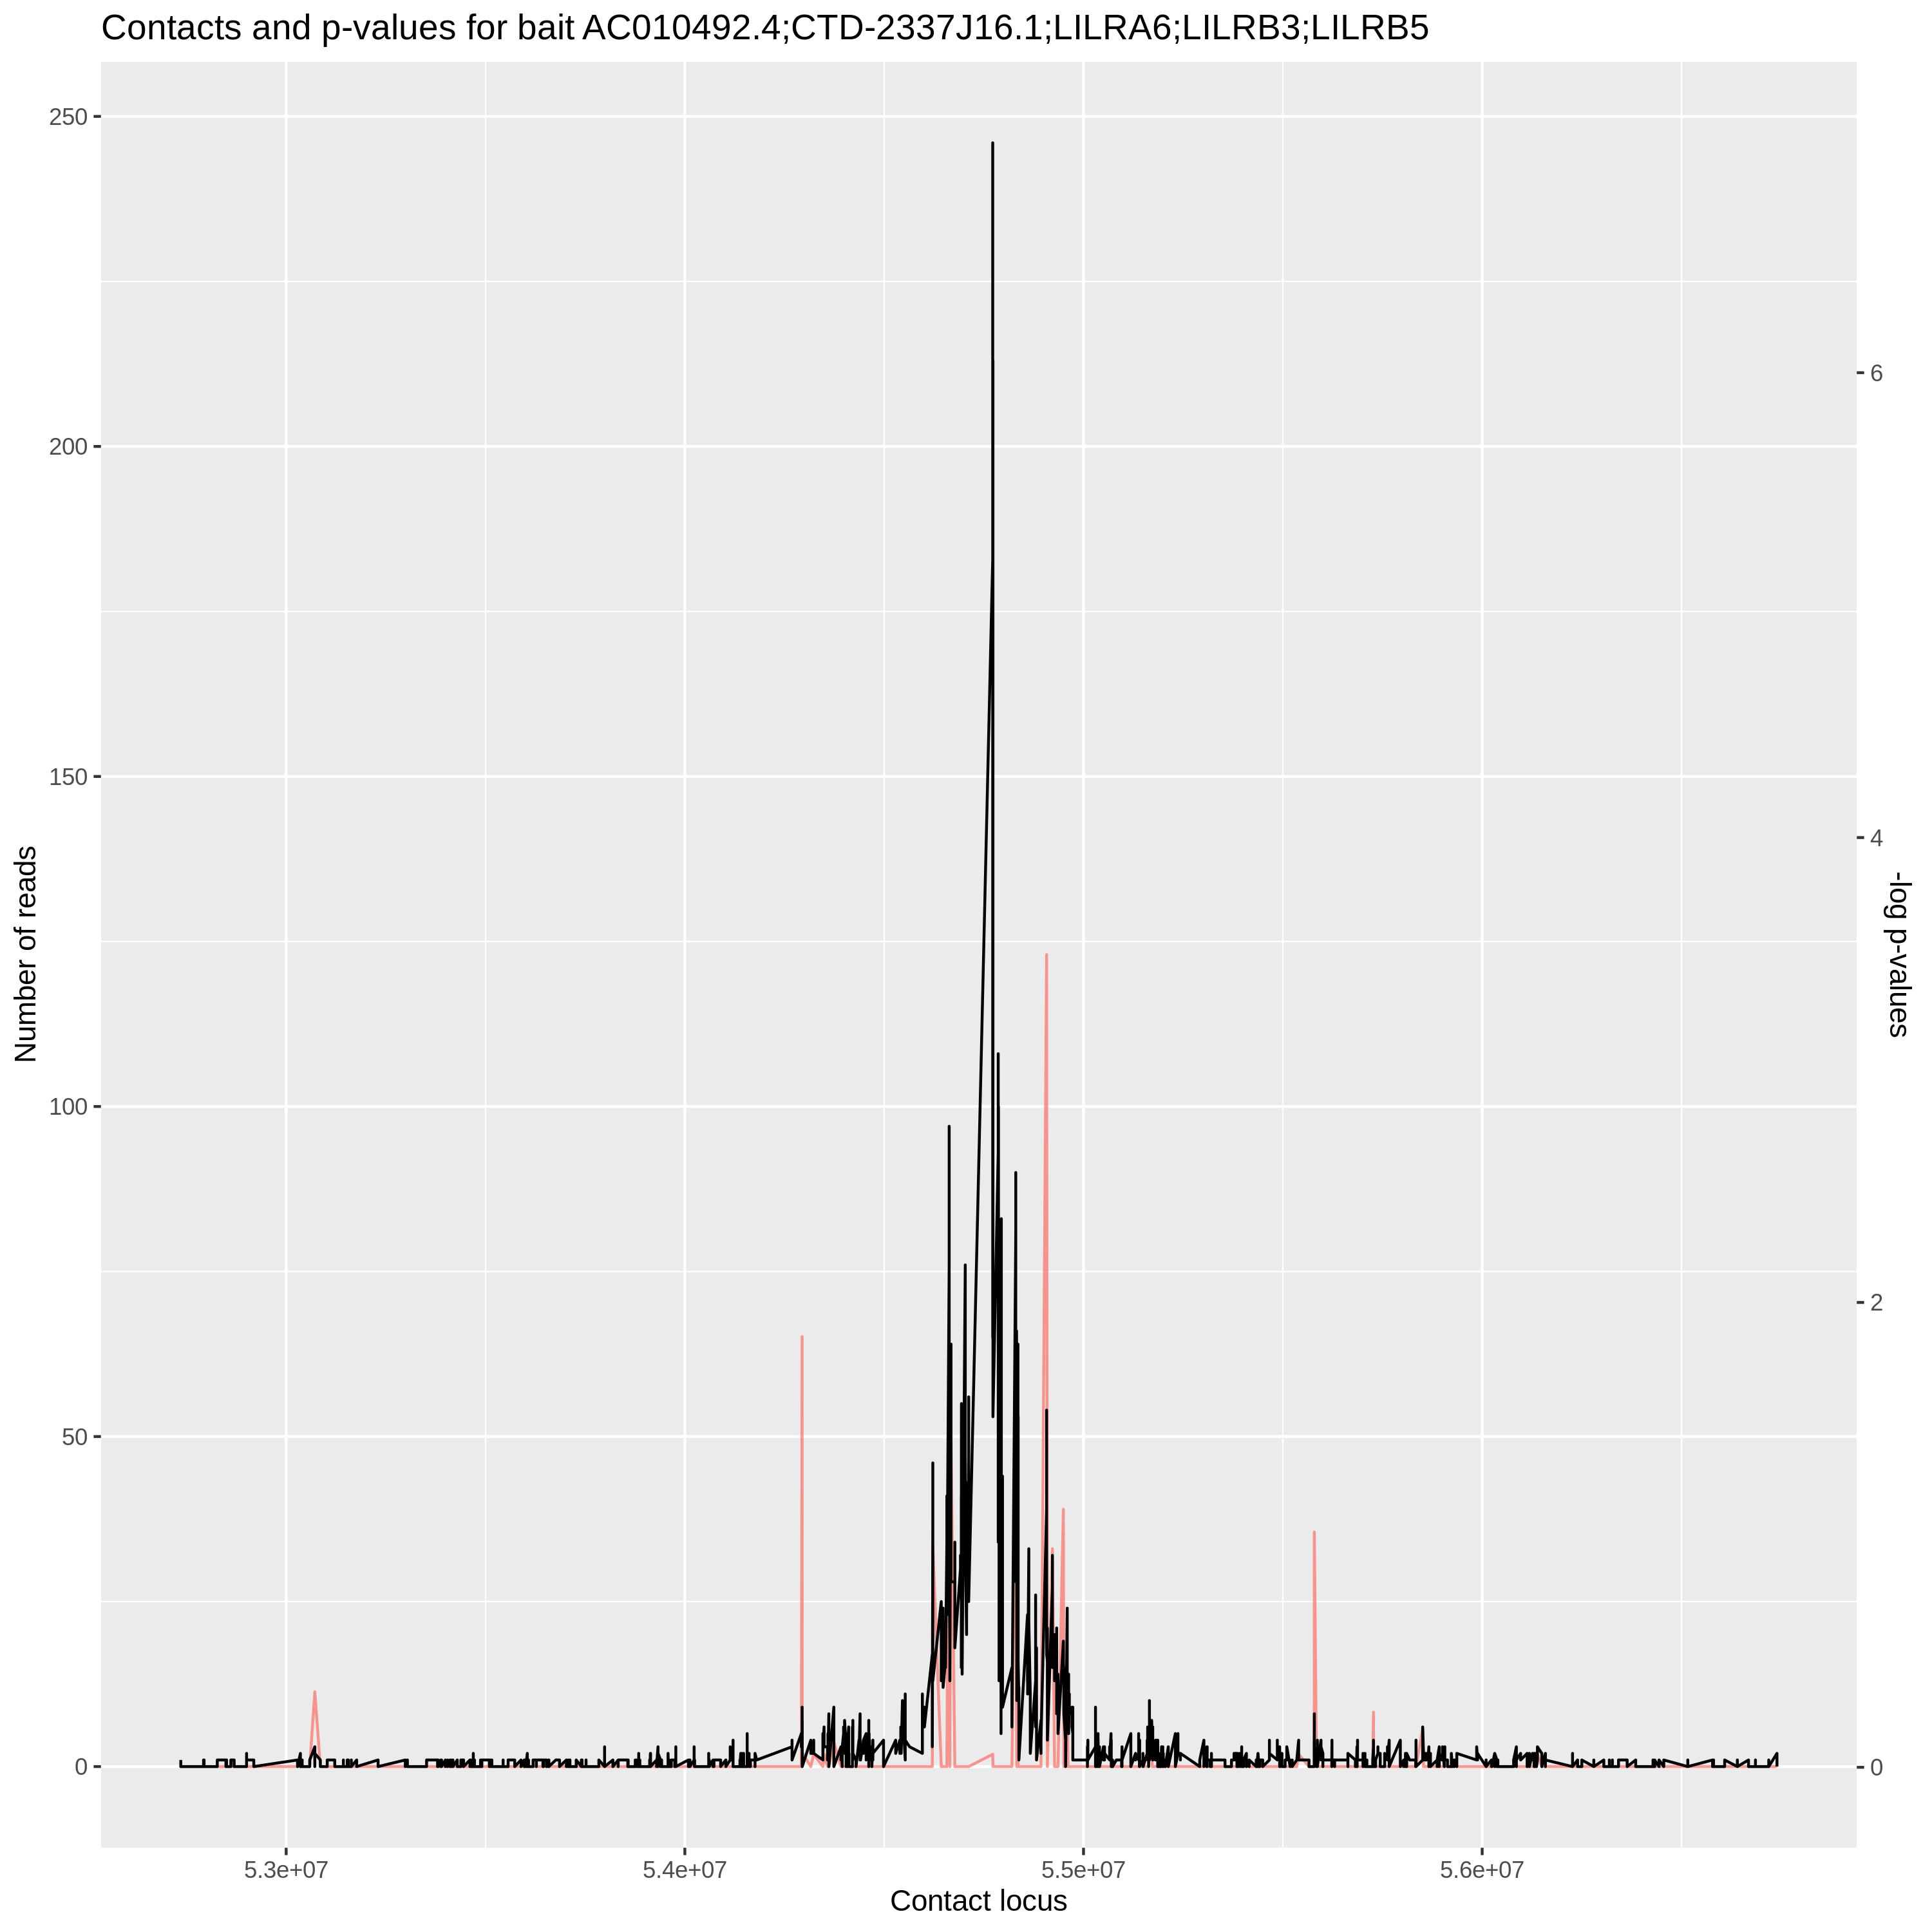 Contacts and p-values for bait AC010492.4;CTD-2337J16.1;LILRA6;LILRB3;LILRB5
250
200
150
100
50
0
Number of reads
6
4
2
0
-log p-values
5.3e+07
5.4e+07
5.5e+07
5.6e+07
Contact locus